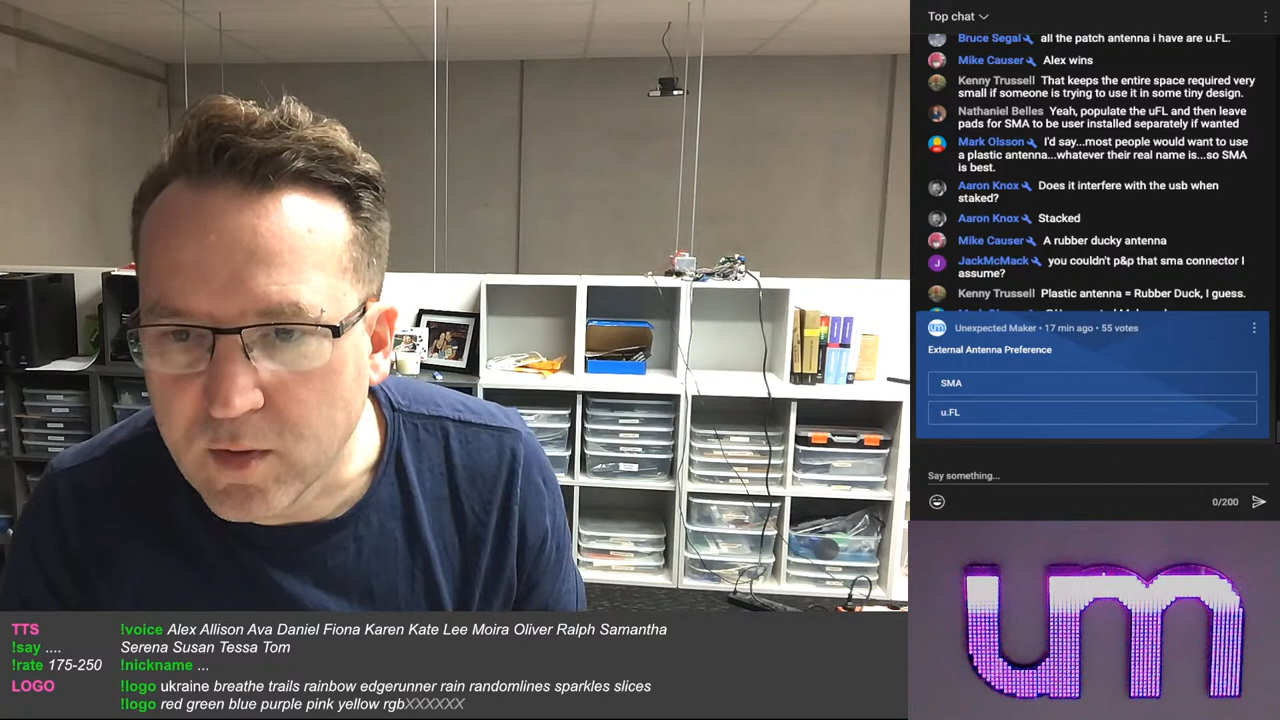 Top chat
Bruce Segal all the patch antenna i have are u.FL.
Mike Causer Alex wins
Kenny Trussell That keeps the entire space required very
small if someone is trying to use it in some tiny design.
Nathaniel Belles Yeah, populate the uFL and then leave
pads for SMA to be user installed separately if wanted
Mark Olsson I'd say...most people would want to use
a plastic antenna...whatever their real name is...so SMA
is best.
Aaron Knox Does it interfere with the usb when
staked?
Aaron Knox Stacked
Mike Causer A rubber ducky antenna
J JackMcMack you couldn't p&p that sma connector I
assume?
Kenny Trussell Plastic antenna = Rubber Duck, I guess.
um Unexpected Maker • 17 min ago • 55 votes
External Antenna Preference
SMA
u.FL
Say something...
0/200
um
TTS !voice Alex Allison Ava Daniel Fiona Karen Kate Lee Moira Oliver Ralph Samantha
!say .... Serena Susan Tessa Tom
!rate 175-250 !nickname ...
LOGO !logo ukraine breathe trails rainbow edgerunner rain randomlines sparkles slices
!logo red green blue purple pink yellow rgbXXXXXX